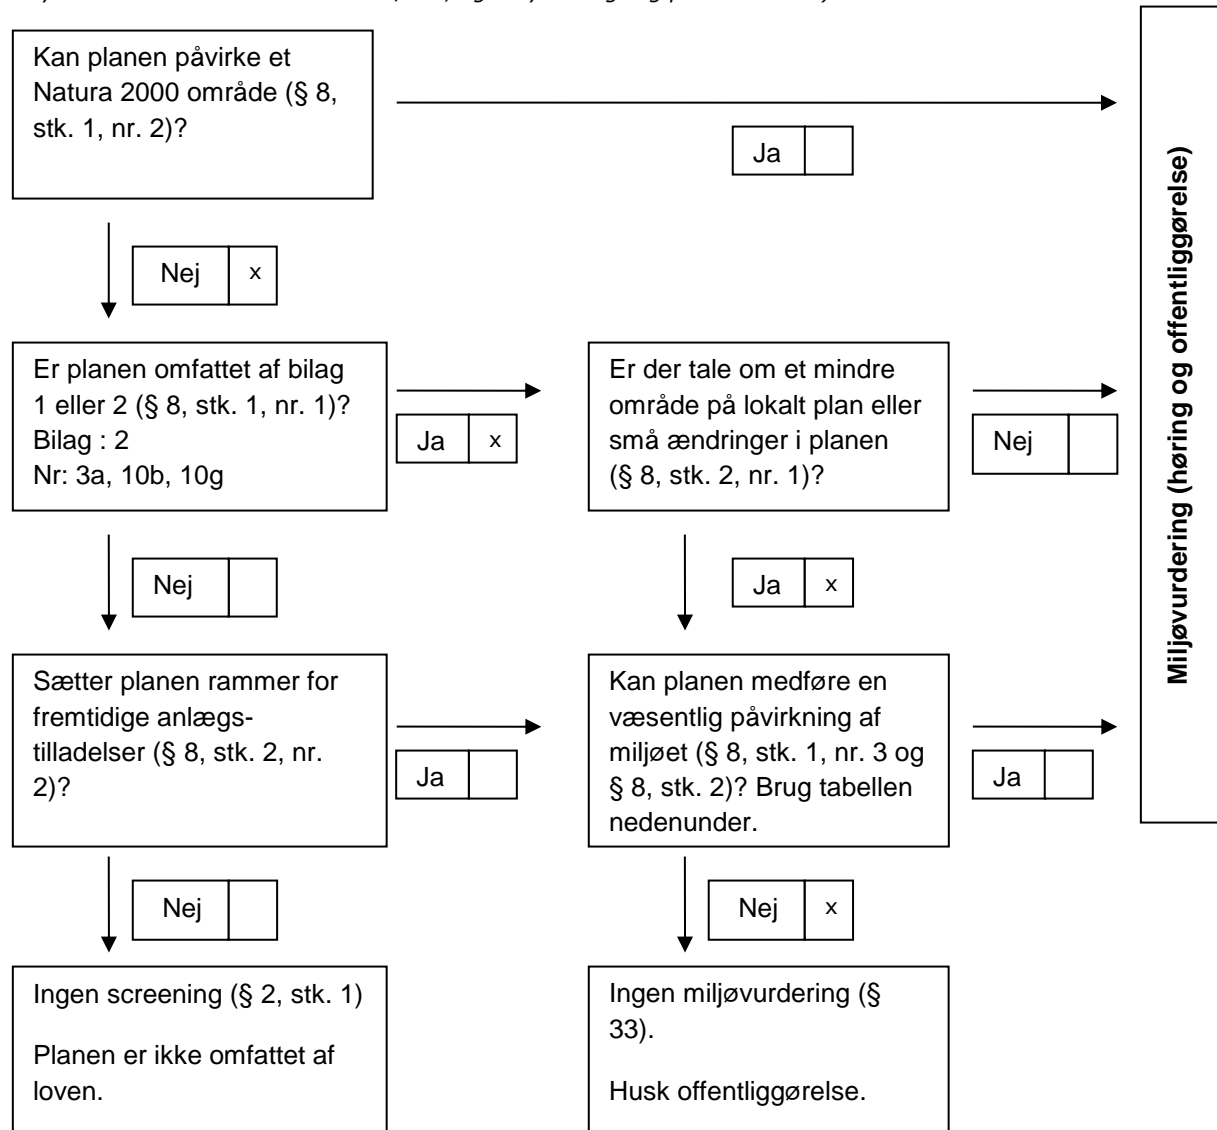 Kan planen påvirke et
Natura 2000 område (§ 8,
stk. 1, nr. 2)?
Ja
Nej x
Er planen omfattet af bilag
1 eller 2 (§ 8, stk. 1, nr. 1)?
Bilag : 2
Nr: 3a, 10b, 10g
Ja x
Er der tale om et mindre
område på lokalt plan eller
små ændringer i planen
(§ 8, stk. 2, nr. 1)?
Nej
Nej
Ja x
Sætter planen rammer for
fremtidige anlægs-
tilladelser (§ 8, stk. 2, nr.
2)?
Ja
Kan planen medføre en
væsentlig påvirkning af
miljøet (§ 8, stk. 1, nr. 3 og
§ 8, stk. 2)? Brug tabellen
nedenunder.
Ja
Nej
Nej x
Ingen screening (§ 2, stk. 1)
Planen er ikke omfattet af
loven.
Ingen miljøvurdering (§
33).
Husk offentliggørelse.
Miljøvurdering (høring og offentliggørelse)